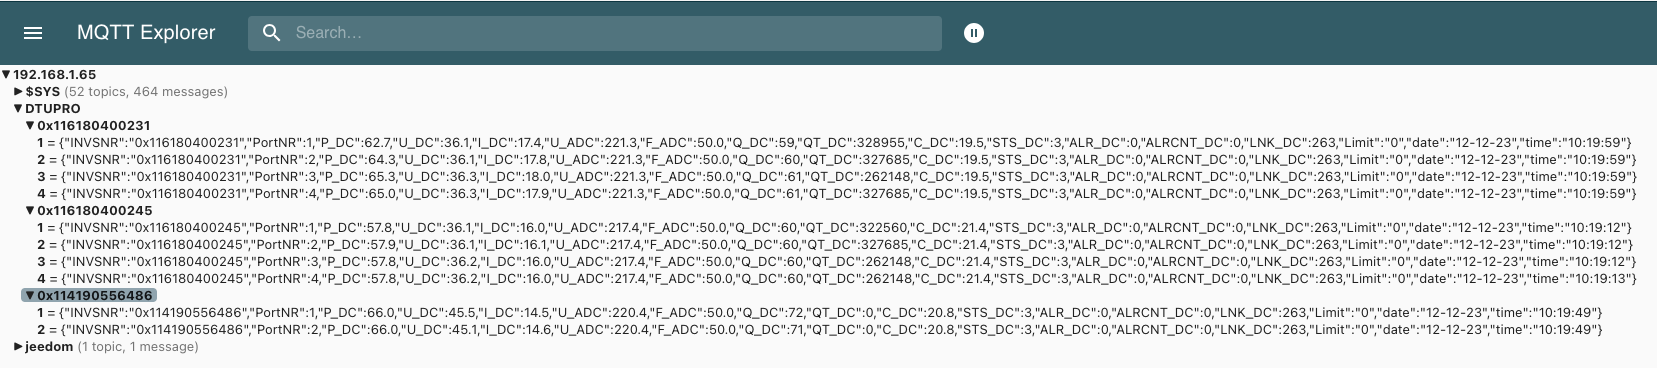 MQTT Explorer
Search...
▼192.168.1.65
▶$SYS (52 topics, 464 messages)
▼DTUPRO
▼0x116180400231
1 = {"INVSNR":"0x116180400231","PortNR":1,"P_DC":62.7,"U_DC":36.1,"I_DC":17.4,"U_ADC":221.3,"F_ADC":50.0,"Q_DC":59,"QT_DC":328955,"C_DC":19.5,"STS_DC":3,"ALR_DC":0,"ALRCNT_DC":0,"LNK_DC":263,"Limit":"0","date":"12-12-23","time":"10:19:59"}
2 = {"INVSNR":"0x116180400231","PortNR":2,"P_DC":64.3,"U_DC":36.1,"I_DC":17.8,"U_ADC":221.3,"F_ADC":50.0,"Q_DC":60,"QT_DC":327685,"C_DC":19.5,"STS_DC":3,"ALR_DC":0,"ALRCNT_DC":0,"LNK_DC":263,"Limit":"0","date":"12-12-23","time":"10:19:59"}
3 = {"INVSNR":"0x116180400231","PortNR":3,"P_DC":65.3,"U_DC":36.3,"I_DC":18.0,"U_ADC":221.3,"F_ADC":50.0,"Q_DC":61,"QT_DC":262148,"C_DC":19.5,"STS_DC":3,"ALR_DC":0,"ALRCNT_DC":0,"LNK_DC":263,"Limit":"0","date":"12-12-23","time":"10:19:59"}
4 = {"INVSNR":"0x116180400231","PortNR":4,"P_DC":65.0,"U_DC":36.3,"I_DC":17.9,"U_ADC":221.3,"F_ADC":50.0,"Q_DC":61,"QT_DC":327685,"C_DC":19.5,"STS_DC":3,"ALR_DC":0,"ALRCNT_DC":0,"LNK_DC":263,"Limit":"0","date":"12-12-23","time":"10:19:59"}
▼0x116180400245
1 = {"INVSNR":"0x116180400245","PortNR":1,"P_DC":57.8,"U_DC":36.1,"I_DC":16.0,"U_ADC":217.4,"F_ADC":50.0,"Q_DC":60,"QT_DC":322560,"C_DC":21.4,"STS_DC":3,"ALR_DC":0,"ALRCNT_DC":0,"LNK_DC":263,"Limit":"0","date":"12-12-23","time":"10:19:12"}
2 = {"INVSNR":"0x116180400245","PortNR":2,"P_DC":57.9,"U_DC":36.1,"I_DC":16.1,"U_ADC":217.4,"F_ADC":50.0,"Q_DC":60,"QT_DC":327685,"C_DC":21.4,"STS_DC":3,"ALR_DC":0,"ALRCNT_DC":0,"LNK_DC":263,"Limit":"0","date":"12-12-23","time":"10:19:12"}
3 = {"INVSNR":"0x116180400245","PortNR":3,"P_DC":57.8,"U_DC":36.2,"I_DC":16.0,"U_ADC":217.4,"F_ADC":50.0,"Q_DC":60,"QT_DC":262148,"C_DC":21.4,"STS_DC":3,"ALR_DC":0,"ALRCNT_DC":0,"LNK_DC":263,"Limit":"0","date":"12-12-23","time":"10:19:12"}
4 = {"INVSNR":"0x116180400245","PortNR":4,"P_DC":57.8,"U_DC":36.2,"I_DC":16.0,"U_ADC":217.4,"F_ADC":50.0,"Q_DC":60,"QT_DC":262148,"C_DC":21.4,"STS_DC":3,"ALR_DC":0,"ALRCNT_DC":0,"LNK_DC":263,"Limit":"0","date":"12-12-23","time":"10:19:13"}
▼0x114190556486
1 = {"INVSNR":"0x114190556486","PortNR":1,"P_DC":66.0,"U_DC":45.5,"I_DC":14.5,"U_ADC":220.4,"F_ADC":50.0,"Q_DC":72,"QT_DC":0,"C_DC":20.8,"STS_DC":3,"ALR_DC":0,"ALRCNT_DC":0,"LNK_DC":263,"Limit":"0","date":"12-12-23","time":"10:19:49"}
2 = {"INVSNR":"0x114190556486","PortNR":2,"P_DC":66.0,"U_DC":45.1,"I_DC":14.6,"U_ADC":220.4,"F_ADC":50.0,"Q_DC":71,"QT_DC":0,"C_DC":20.8,"STS_DC":3,"ALR_DC":0,"ALRCNT_DC":0,"LNK_DC":263,"Limit":"0","date":"12-12-23","time":"10:19:49"}
▶jeedom (1 topic, 1 message)